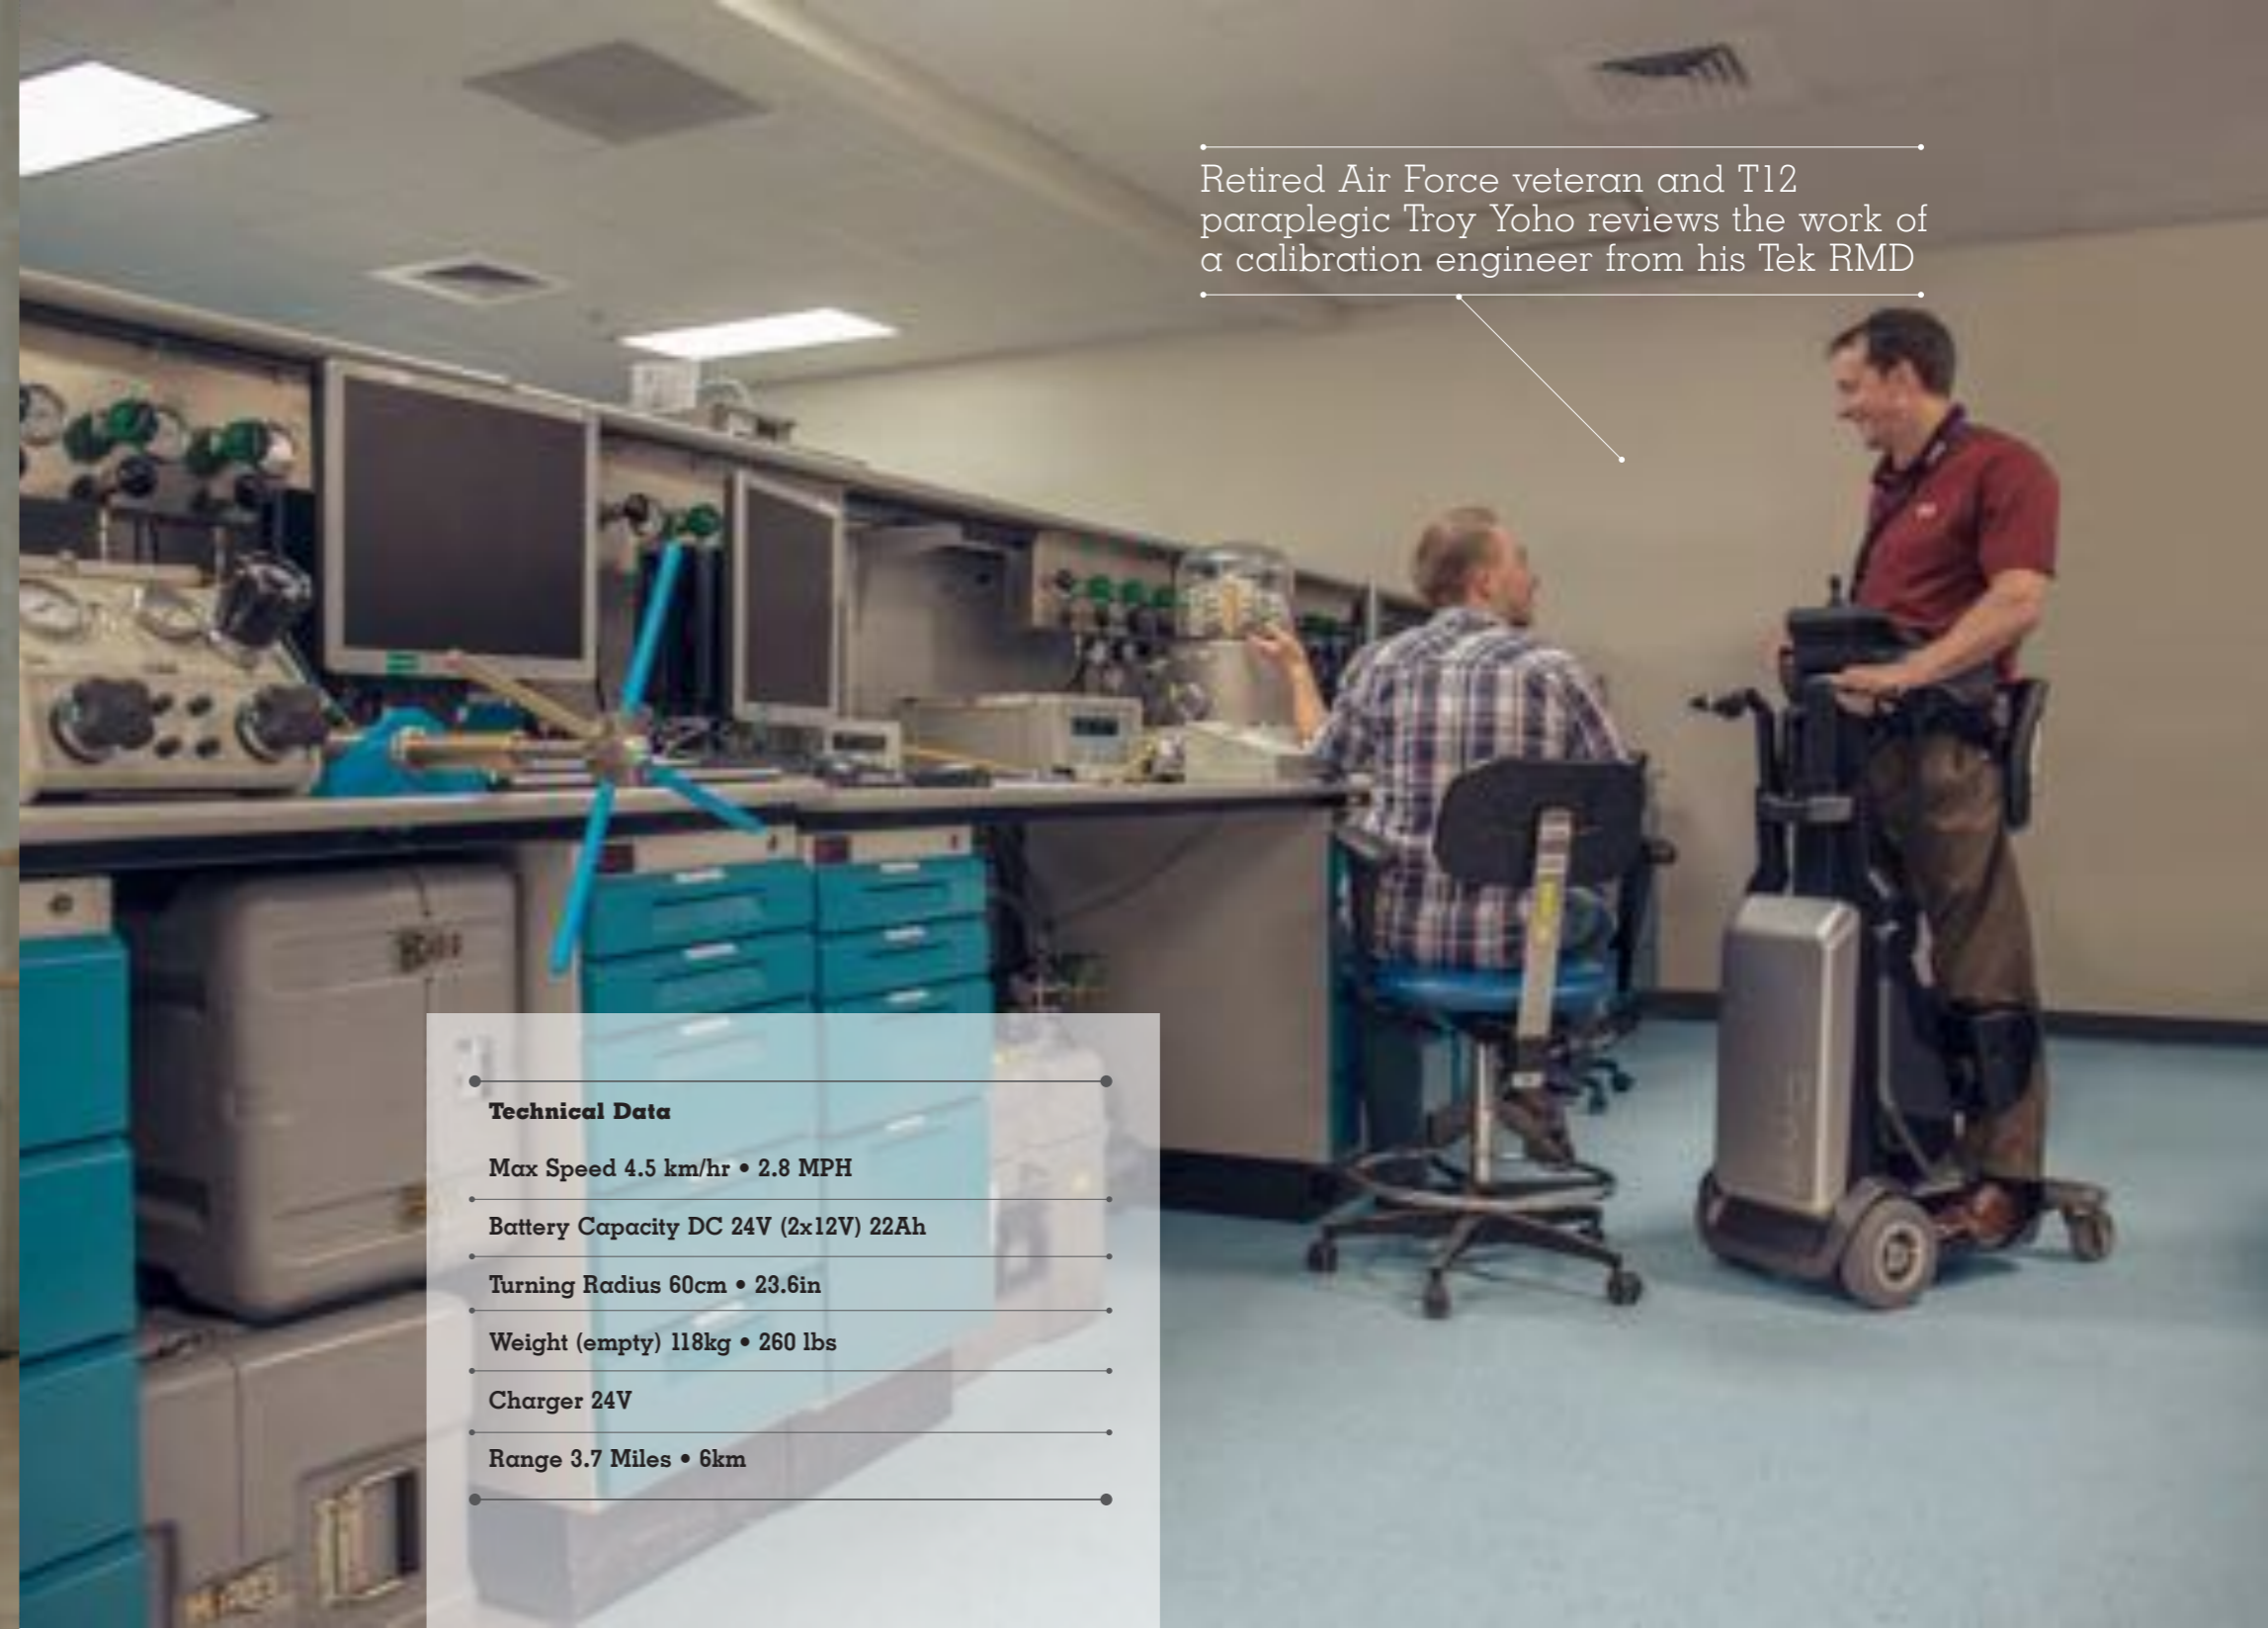 Retired Air Force veteran and T12
paraplegic Troy Yoho reviews the work of
a calibration engineer from his Tek RMD
Technical Data
Max Speed 4.5 km/hr • 2.8 MPH
Battery Capacity DC 24V (2x12V) 22Ah
Turning Radius 60cm • 23.6in
Weight (empty) 118kg • 260 lbs
Charger 24V
Range 3.7 Miles • 6km